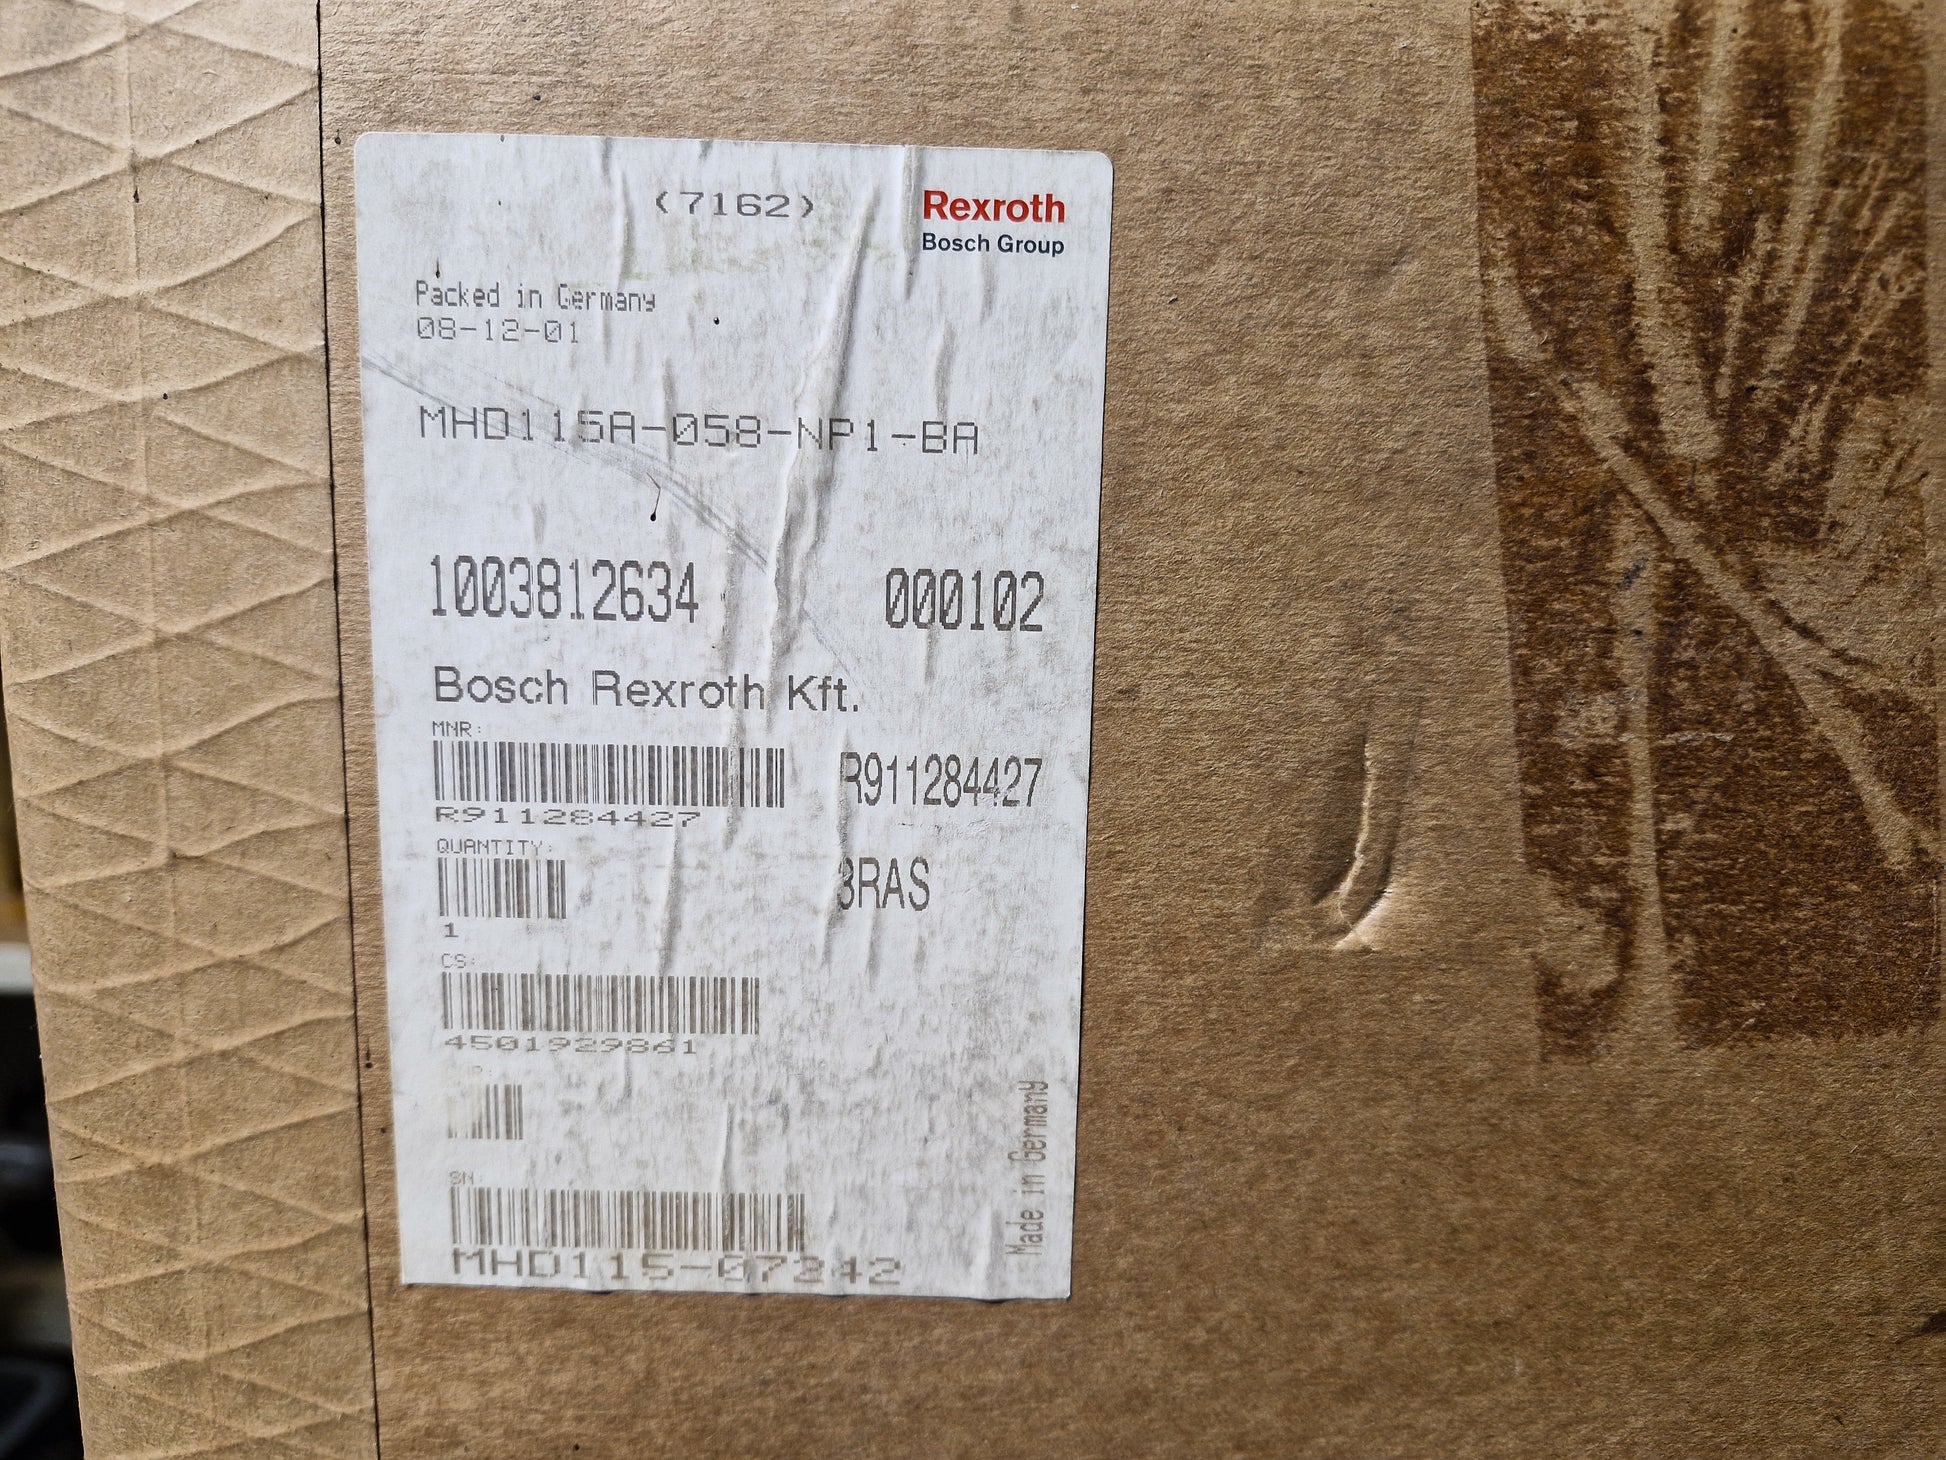 (7162)
Rexroth
Bosch Group
Packed in Germany
08-12-01
MHD115A-058-NP1-BA
1003812634 000102
Bosch Rexroth Kft.
MNR:
R911284427
R911284427
QUANTITY:
1
CS:
4501929861
SN:
MHD115-07242
Made in Germany